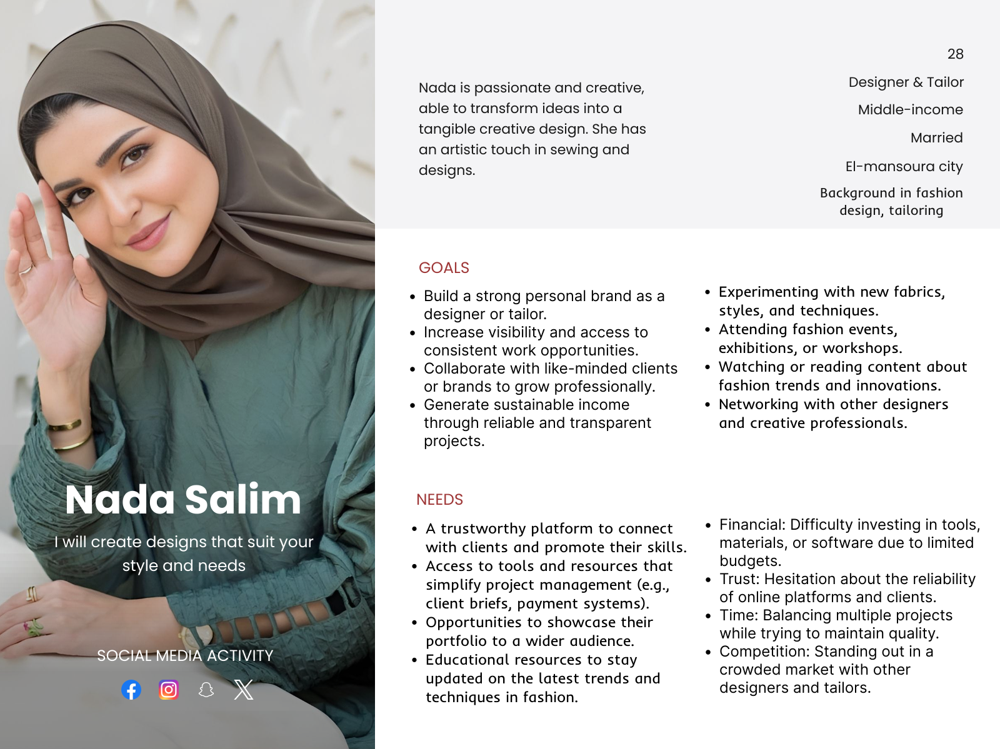 Nada Salim
I will create designs that suit your
style and needs
SOCIAL MEDIA ACTIVITY
Nada is passionate and creative,
able to transform ideas into a
tangible creative design. She has
an artistic touch in sewing and
designs.
28
Designer & Tailor
Middle-income
Married
El-mansoura city
Background in fashion
design, tailoring
GOALS
• Build a strong personal brand as a
designer or tailor.
• Increase visibility and access to
consistent work opportunities.
• Collaborate with like-minded clients
or brands to grow professionally.
• Generate sustainable income
through reliable and transparent
projects.
• Experimenting with new fabrics,
styles, and techniques.
• Attending fashion events,
exhibitions, or workshops.
• Watching or reading content about
fashion trends and innovations.
• Networking with other designers
and creative professionals.
NEEDS
• A trustworthy platform to connect
with clients and promote their skills.
• Access to tools and resources that
simplify project management (e.g.,
client briefs, payment systems).
• Opportunities to showcase their
portfolio to a wider audience.
• Educational resources to stay
updated on the latest trends and
techniques in fashion.
• Financial: Difficulty investing in tools,
materials, or software due to limited
budgets.
• Trust: Hesitation about the reliability
of online platforms and clients.
• Time: Balancing multiple projects
while trying to maintain quality.
• Competition: Standing out in a
crowded market with other
designers and tailors.